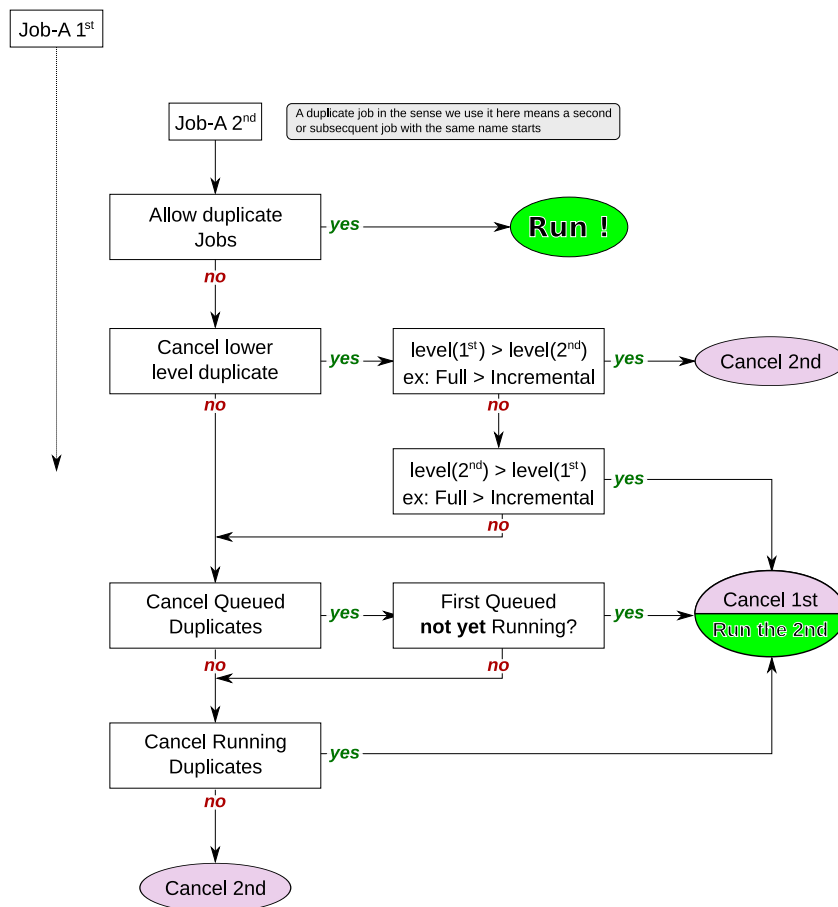 Job-A 1st
Job-A 2nd
A duplicate job in the sense we use it here means a second
or subsecquent job with the same name starts
Allow duplicate
Jobs
yes
Run !
no
Cancel lower
level duplicate
yes
level(1st) > level(2nd)
ex: Full > Incremental
yes
Cancel 2nd
no
no
level(2nd) > level(1st)
ex: Full > Incremental
yes
no
Cancel Queued
Duplicates
yes
First Queued
not yet Running?
yes
Cancel 1st
Run the 2nd
no
no
Cancel Running
Duplicates
yes
no
Cancel 2nd